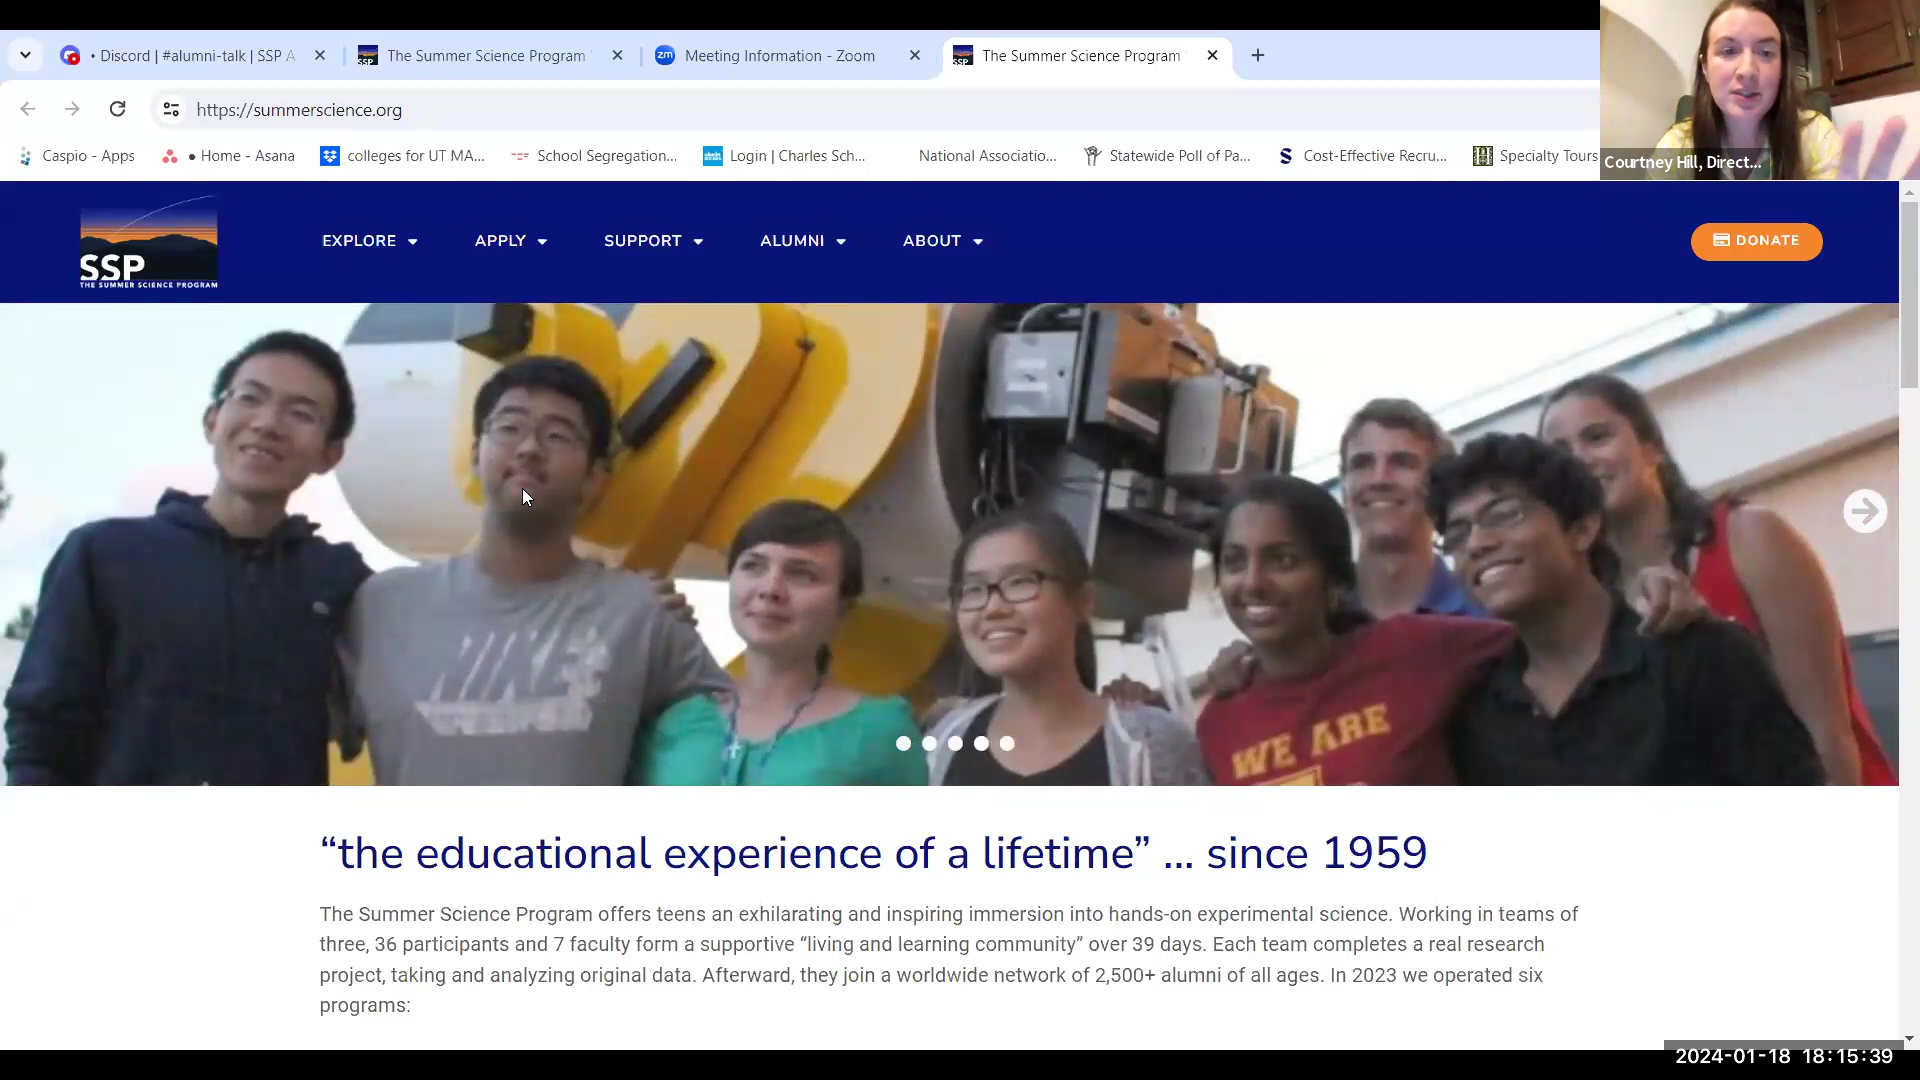 • Discord | #alumni-talk | SSP A
The Summer Science Program
Meeting Information - Zoom
The Summer Science Program
https://summerscience.org
Caspio - Apps
● Home - Asana
colleges for UT MA...
School Segregation...
Login | Charles Sch...
National Associatio...
Statewide Poll of Pa...
Cost-Effective Recru...
Specialty Tours
Courtney Hill, Direct...
SSP
THE SUMMER SCIENCE PROGRAM
EXPLORE
APPLY
SUPPORT
ALUMNI
ABOUT
DONATE
NIKE
WE ARE
“the educational experience of a lifetime” ... since 1959
The Summer Science Program offers teens an exhilarating and inspiring immersion into hands-on experimental science. Working in teams of
three, 36 participants and 7 faculty form a supportive “living and learning community” over 39 days. Each team completes a real research
project, taking and analyzing original data. Afterward, they join a worldwide network of 2,500+ alumni of all ages. In 2023 we operated six
programs:
2024-01-18 18:15:39